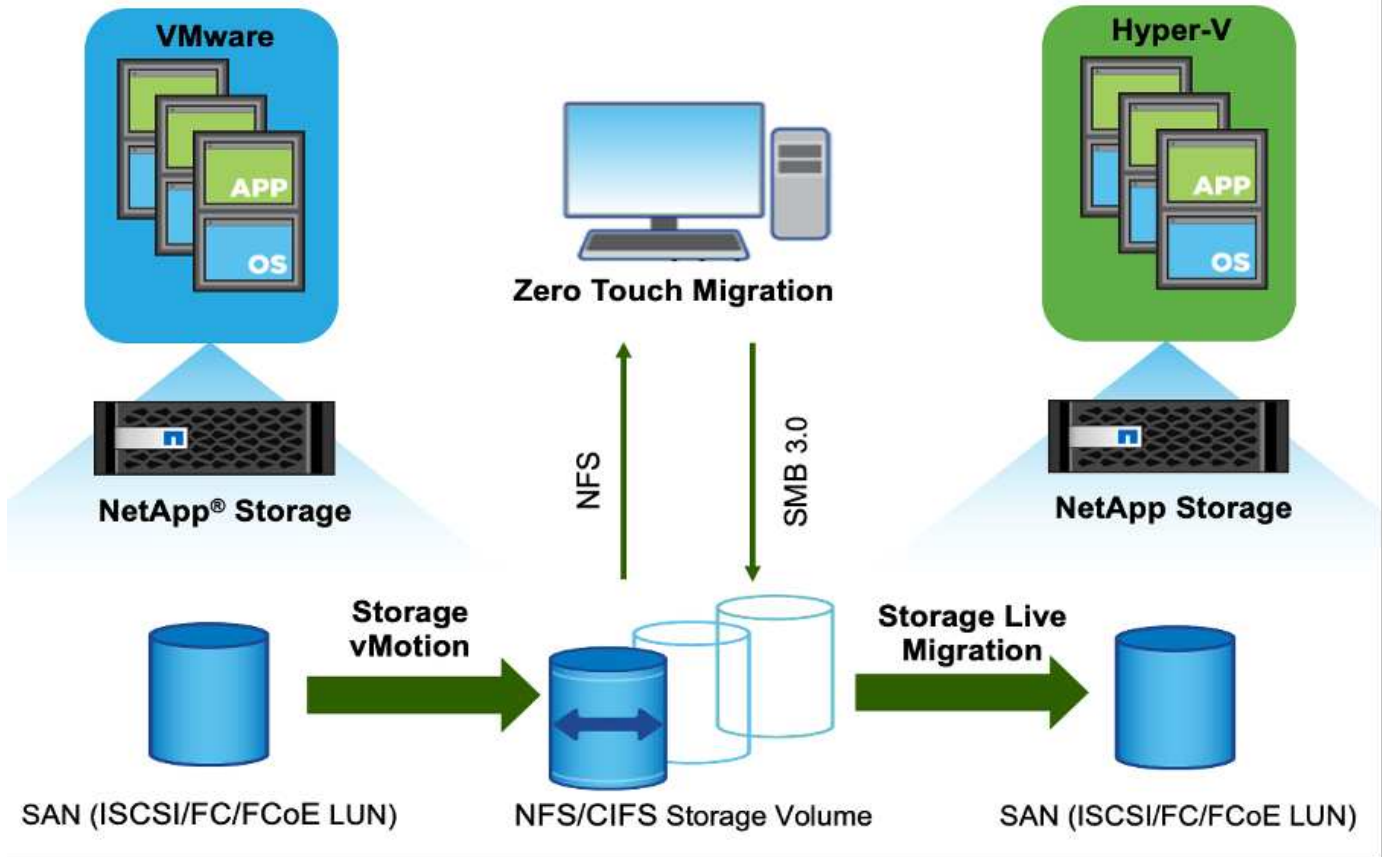 VMware
APP
OS
NetApp® Storage
Zero Touch Migration
NFS
SMB 3.0
Hyper-V
APP
OS
NetApp Storage
Storage
vMotion
Storage Live
Migration
SAN (ISCSI/FC/FCoE LUN)
NFS/CIFS Storage Volume
SAN (ISCSI/FC/FCoE LUN)